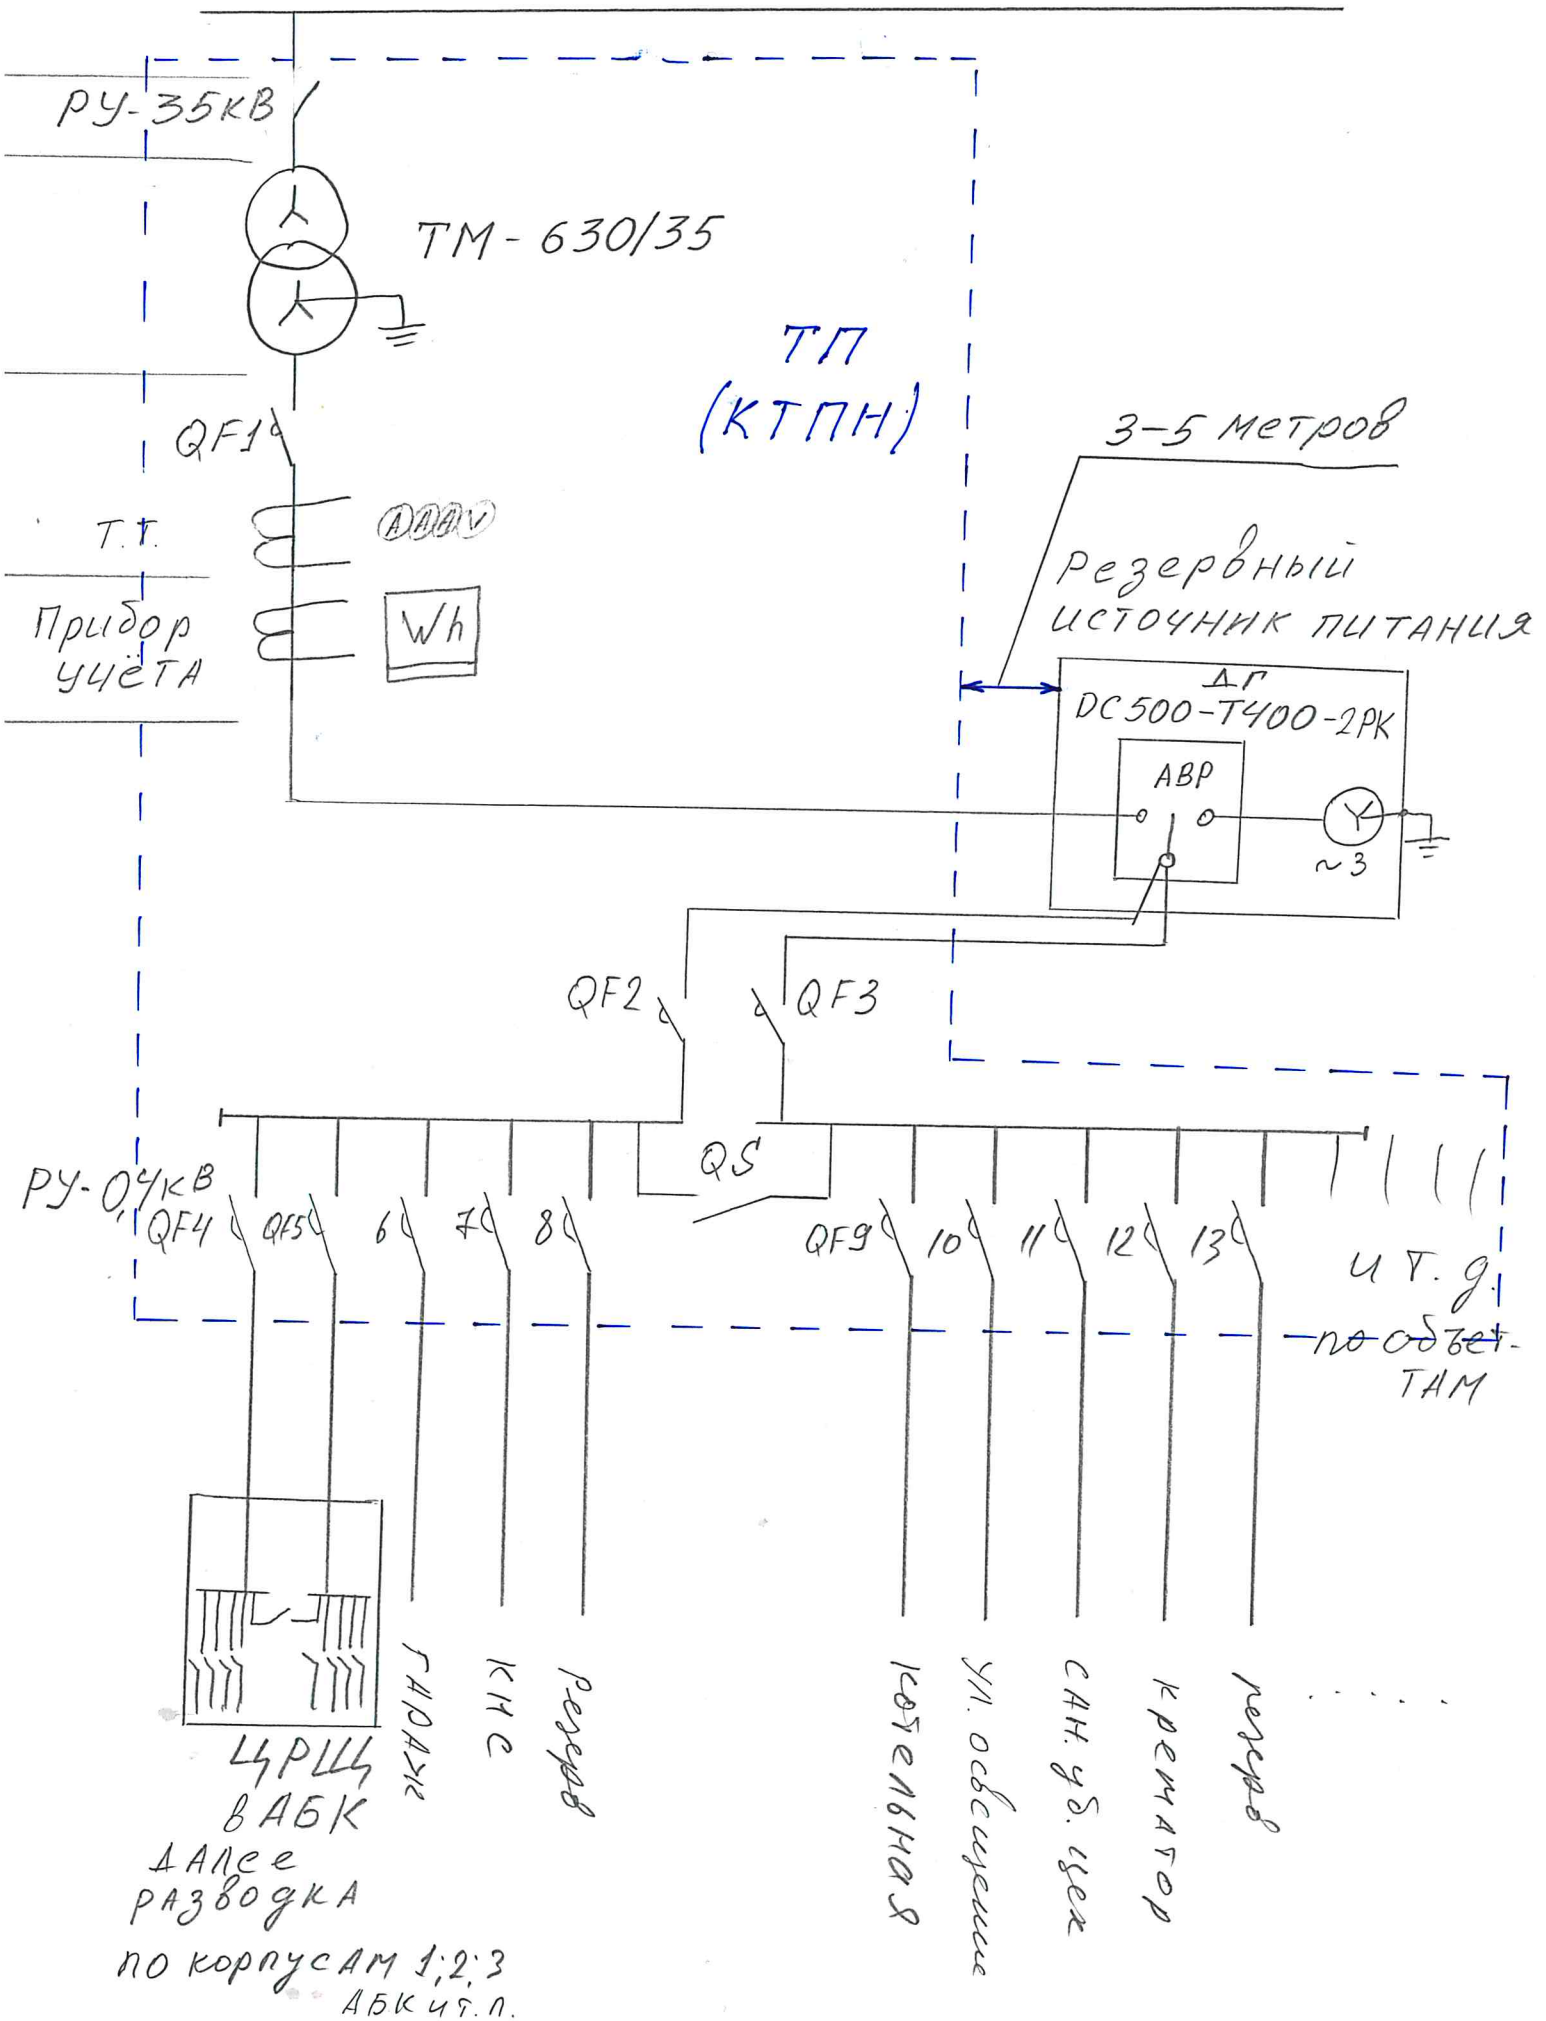 РУ-35кВ
ТМ-630/35
ТП
(КТПН)
QF1
3-5 метров
Т.Т.
A A A V
Резервный
источник питания
Прибор
учёта
Wh
ДГ
DC500-T400-2РК
АВР
~3
QF2
QF3
QS
РУ-0,4кВ
QF4
QF5
6
7
8
QF9
10
11
12
13
и т.д.
по объек-
там
Гараж
КНС
Резерв
Котельная
Ул. освещение
Сан. уб. цех
Крематор
резерв
. . . . .
ЦРЩ
в АБК
далее
разводка
по корпусам 1;2;3
АБК и т.п.